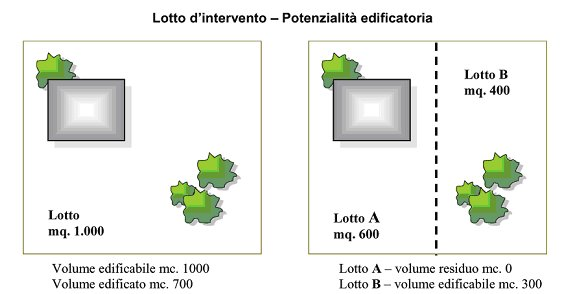 Lotto d'intervento – Potenzialità edificatoria
Lotto
mq. 1.000
Volume edificabile mc. 1000
Volume edificato mc. 700
Lotto B
mq. 400
Lotto A
mq. 600
Lotto A – volume residuo mc. 0
Lotto B – volume edificabile mc. 300